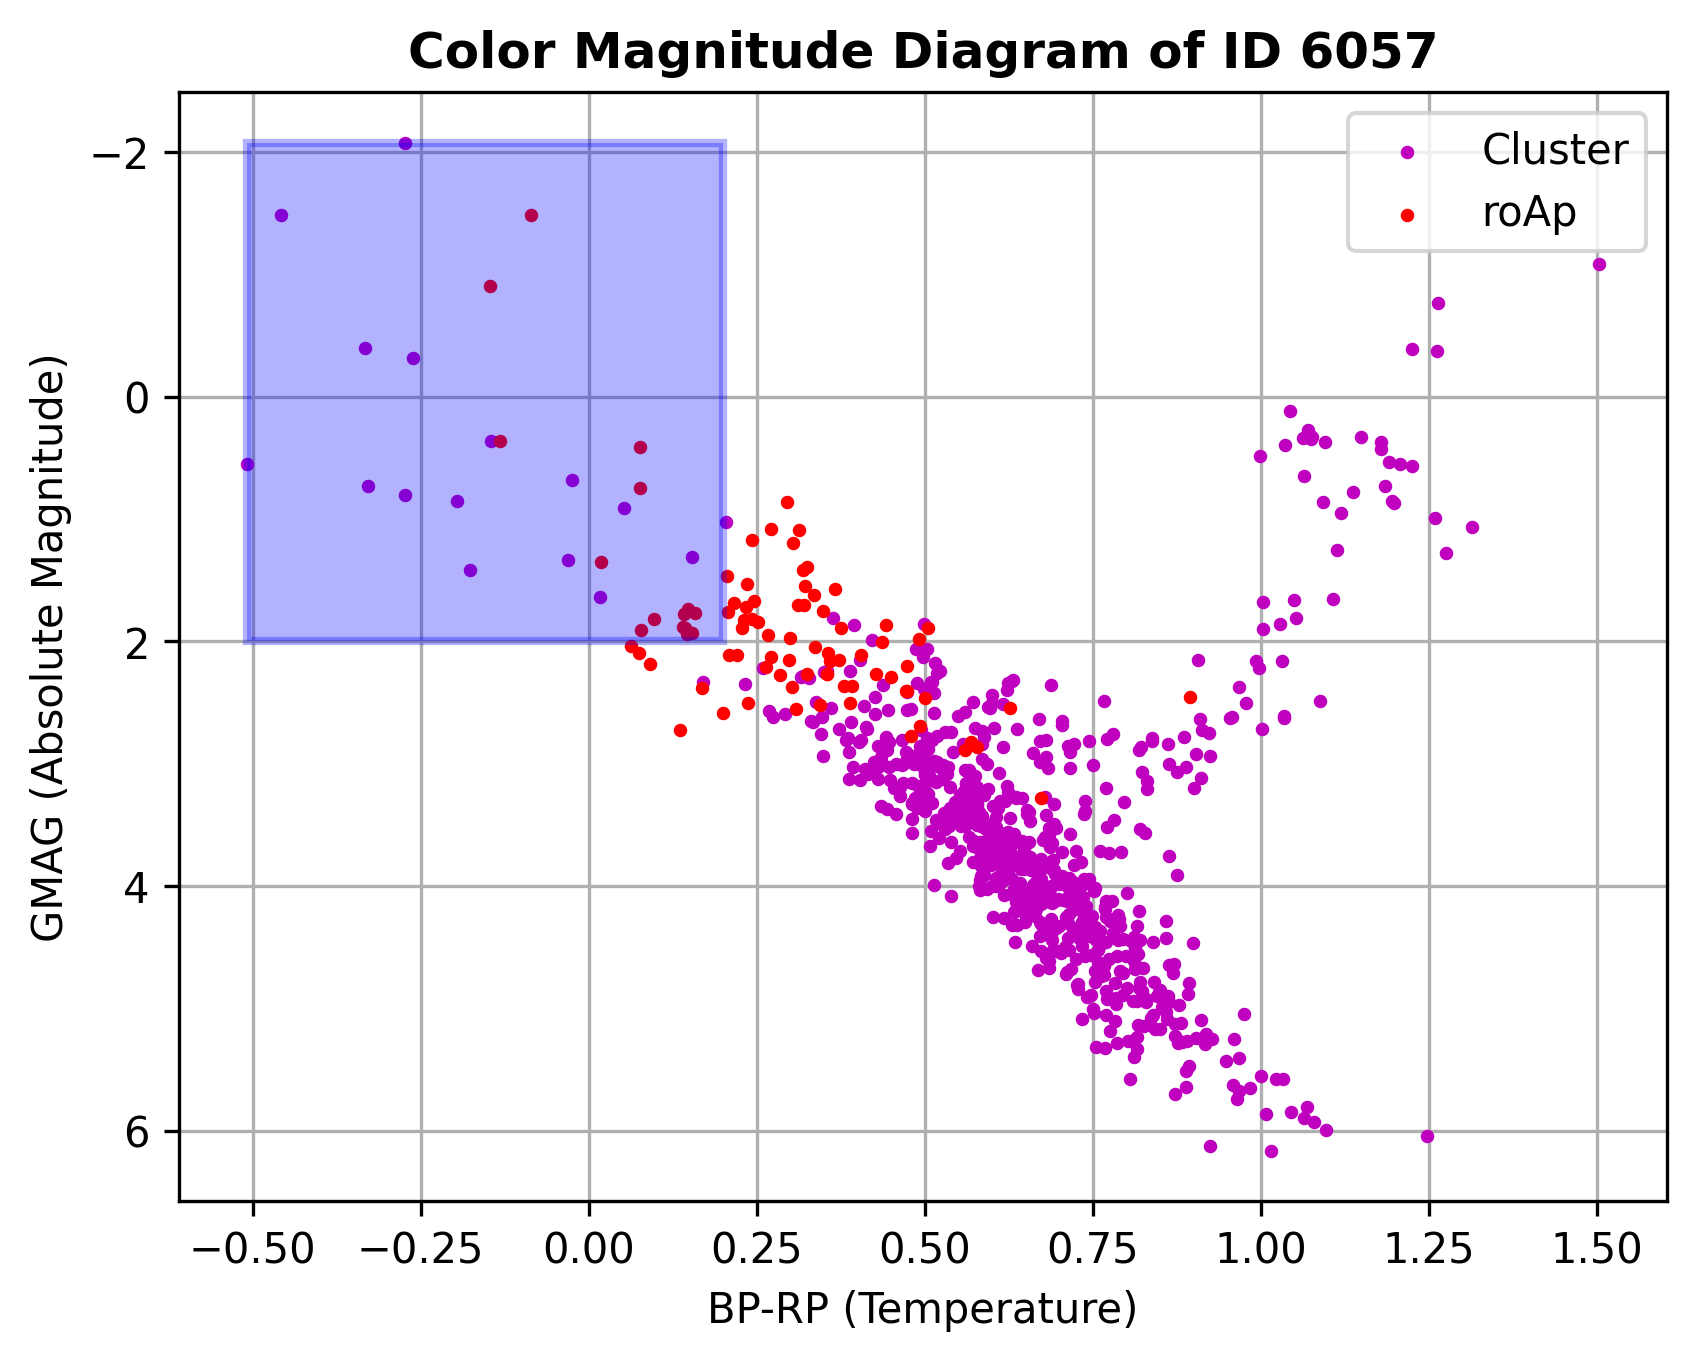 Color Magnitude Diagram of ID 6057
Cluster
roAp
GMAG (Absolute Magnitude)
−2
0
2
4
6
−0.50 −0.25 0.00 0.25 0.50 0.75 1.00 1.25 1.50
BP-RP (Temperature)